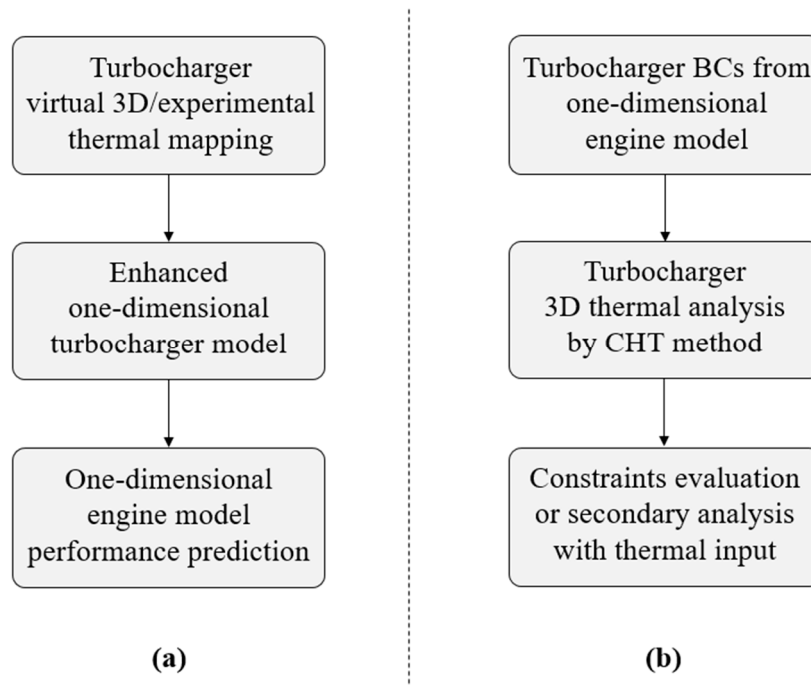 Turbocharger
virtual 3D/experimental
thermal mapping
Enhanced
one-dimensional
turbocharger model
One-dimensional
engine model
performance prediction
(a)
Turbocharger BCs from
one-dimensional
engine model
Turbocharger
3D thermal analysis
by CHT method
Constraints evaluation
or secondary analysis
with thermal input
(b)